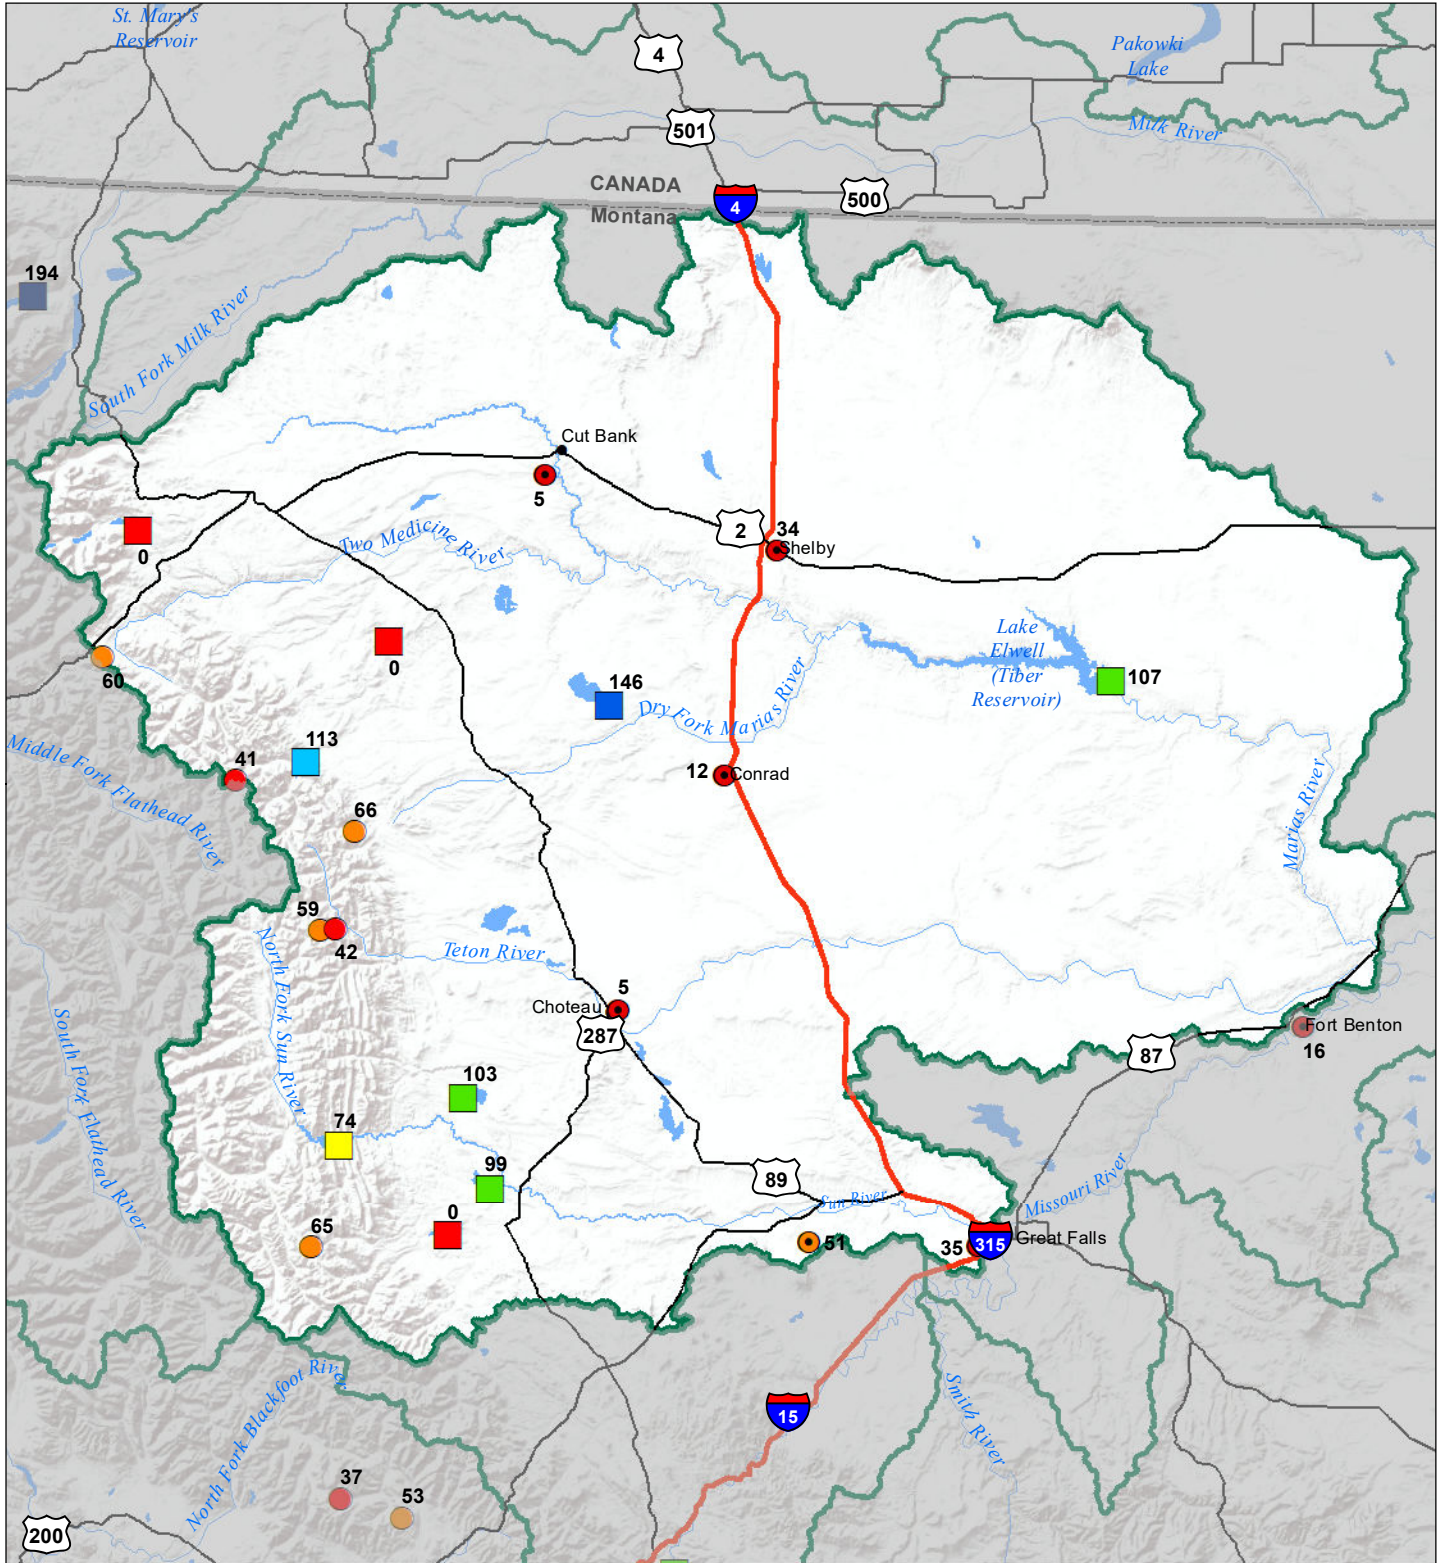 St. Mary's
Reservoir
4
Pakowki
Lake
501
Milk River
CANADA
Montana
4
500
194
South Fork Milk River
Cut Bank
5
2
34
Shelby
Two Medicine River
0
0
60
Lake
Elwell
(Tiber
Reservoir)
107
146
Dry Fork Marias River
113
Middle Fork Flathead River
41
12
Conrad
66
Marias River
59
42
North Fork Sun River
Teton River
5
Choteau
287
Fort Benton
16
87
South Fork Flathead River
103
74
99
89
Sun River
Missouri River
0
65
51
35
315
Great Falls
North Fork Blackfoot River
15
Smith River
37
53
200